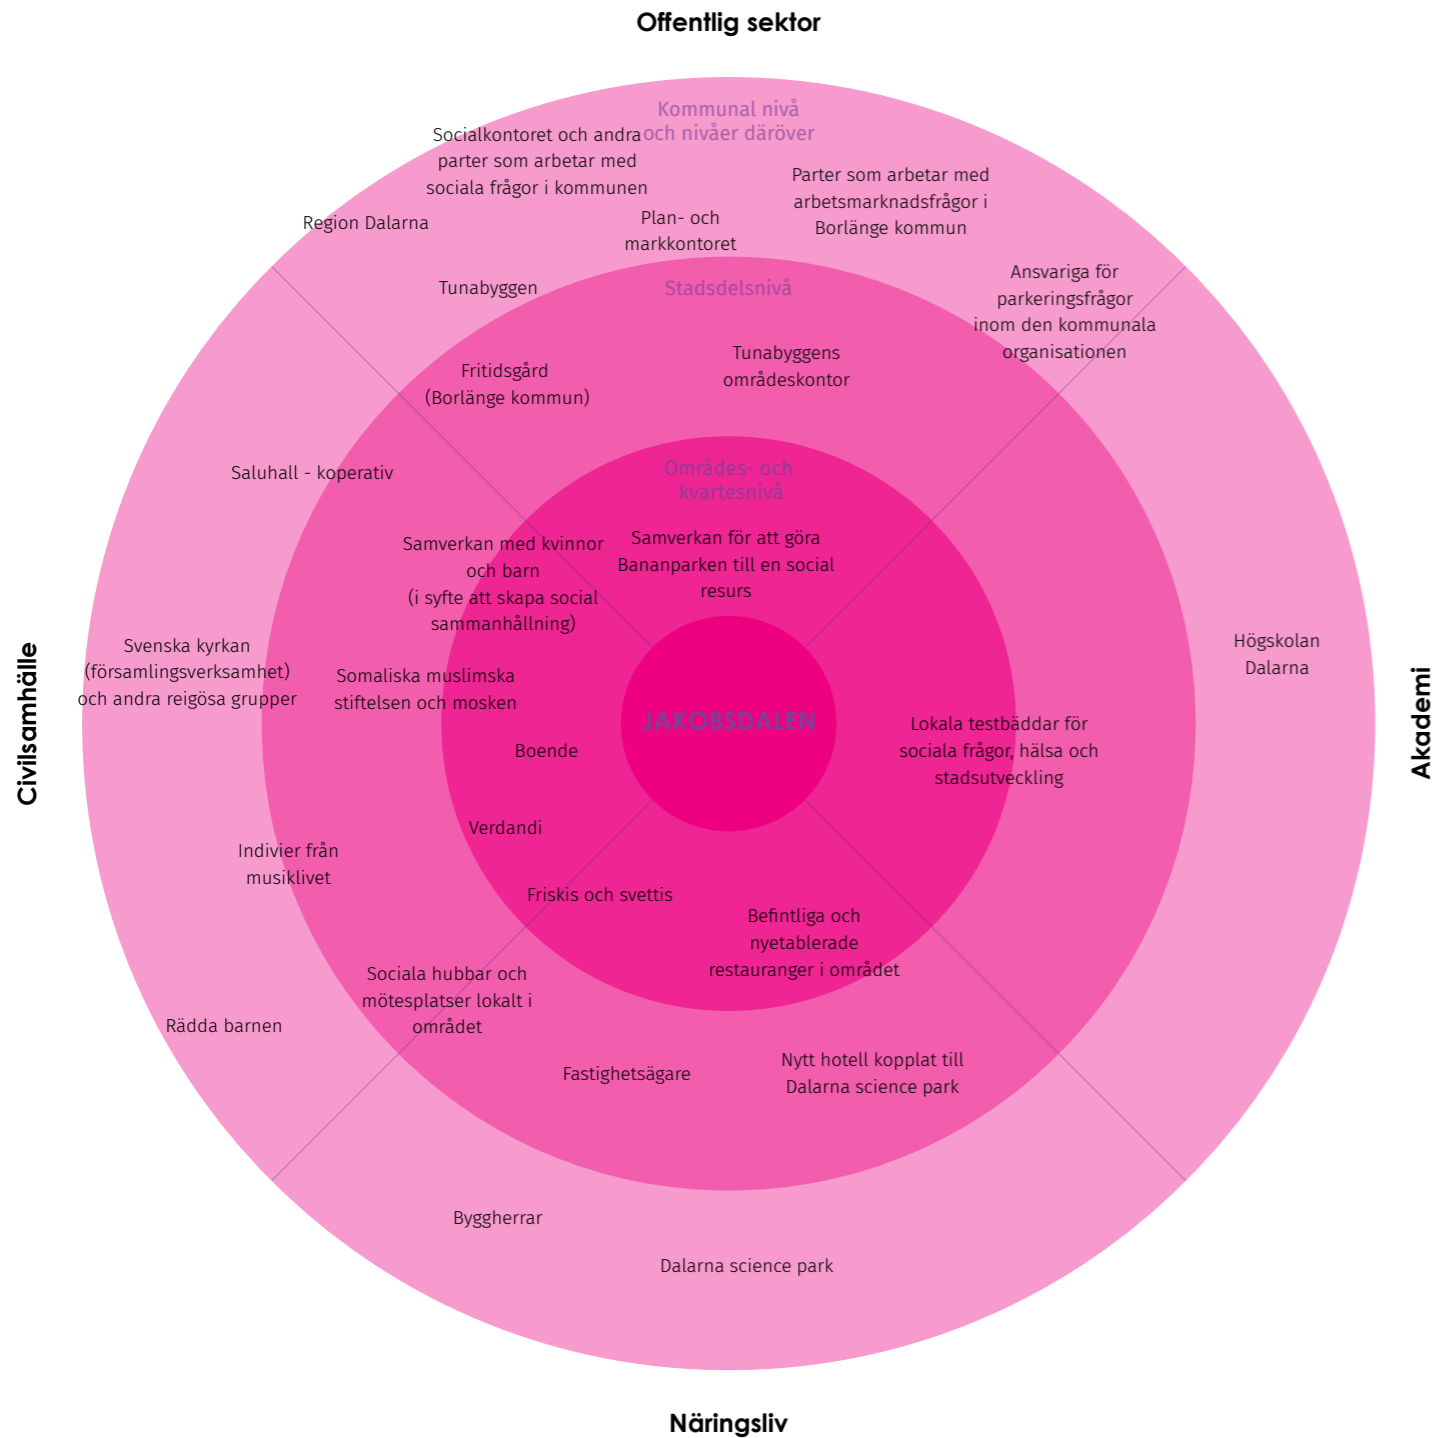 Offentlig sektor
Kommunal nivå
och nivåer däröver
Socialkontoret och andra
parter som arbetar med
sociala frågor i kommunen
Parter som arbetar med
arbetsmarknadsfrågor i
Borlänge kommun
Region Dalarna
Plan- och
markkontoret
Ansvariga för
parkeringsfrågor
inom den kommunala
organisationen
Tunabyggen
Stadsdelsnivå
Tunabyggens
områdeskontor
Fritidsgård
(Borlänge kommun)
Saluhall - koperativ
Områdes- och
kvartesnivå
Samverkan med kvinnor
och barn
(i syfte att skapa social
sammanhållning)
Samverkan för att göra
Bananparken till en social
resurs
Svenska kyrkan
(församlingsverksamhet)
och andra reigösa grupper
Somaliska muslimska
stiftelsen och mosken
Högskolan
Dalarna
Civilsamhälle
JAKOBSDALEN
Akademi
Lokala testbäddar för
sociala frågor, hälsa och
stadsutveckling
Boende
Verdandi
Indivier från
musiklivet
Friskis och svettis
Befintliga och
nyetablerade
restauranger i området
Sociala hubbar och
mötesplatser lokalt i
området
Rädda barnen
Fastighetsägare
Nytt hotell kopplat till
Dalarna science park
Byggherrar
Dalarna science park
Näringsliv